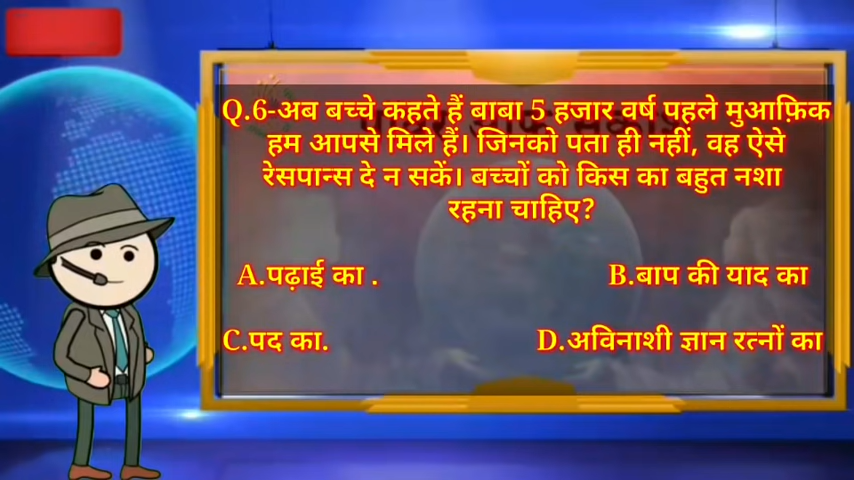 Q.6-अब बच्चे कहते हैं बाबा 5 हजार वर्ष पहले मुआफ़िक
हम आपसे मिले हैं। जिनको पता ही नहीं, वह ऐसे
रेसपान्स दे न सकें। बच्चों को किस का बहुत नशा
रहना चाहिए?
A.पढ़ाई का . B.बाप की याद का
C.पद का. D.अविनाशी ज्ञान रत्नों का